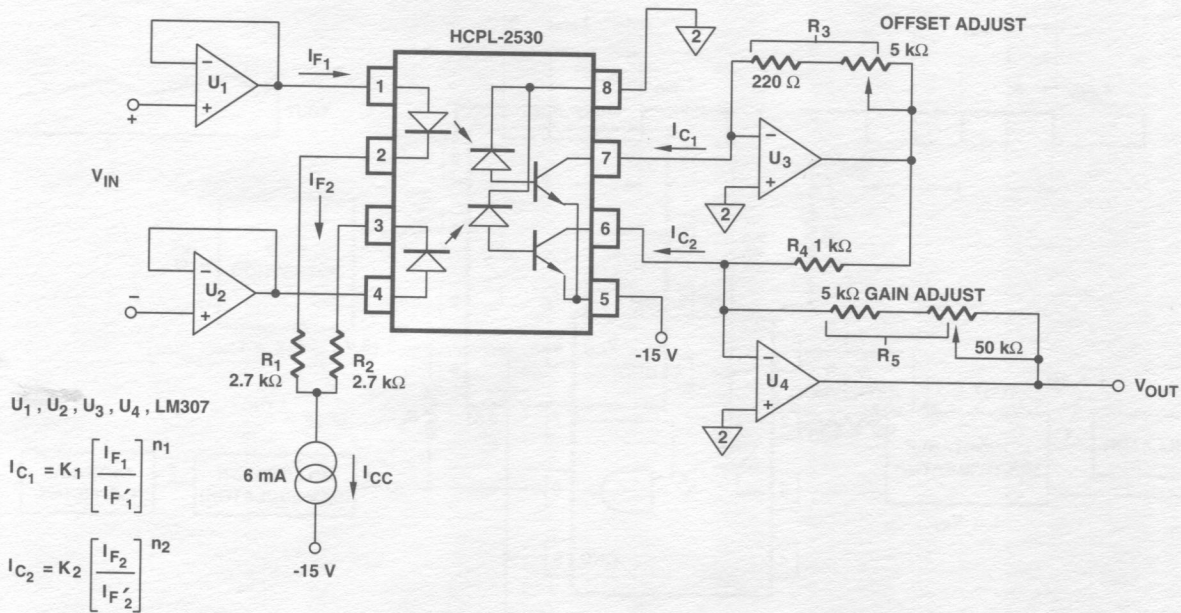 HCPL-2530
OFFSET ADJUST
R3
5 kΩ
220 Ω
2
IF1
1
8
U1
−
+
+
VIN
2
7
IC1
U3
−
+
2
IF2
3
6
IC2
R4 1 kΩ
−
U2
−
+
4
5
5 kΩ GAIN ADJUST
R5
50 kΩ
-15 V
R1
2.7 kΩ
R2
2.7 kΩ
U4
−
+
2
VOUT
U1 , U2 , U3 , U4 , LM307
IC1 = K1 [ IF1 / IF'1 ] n1
6 mA
ICC
IC2 = K2 [ IF2 / IF'2 ] n2
-15 V